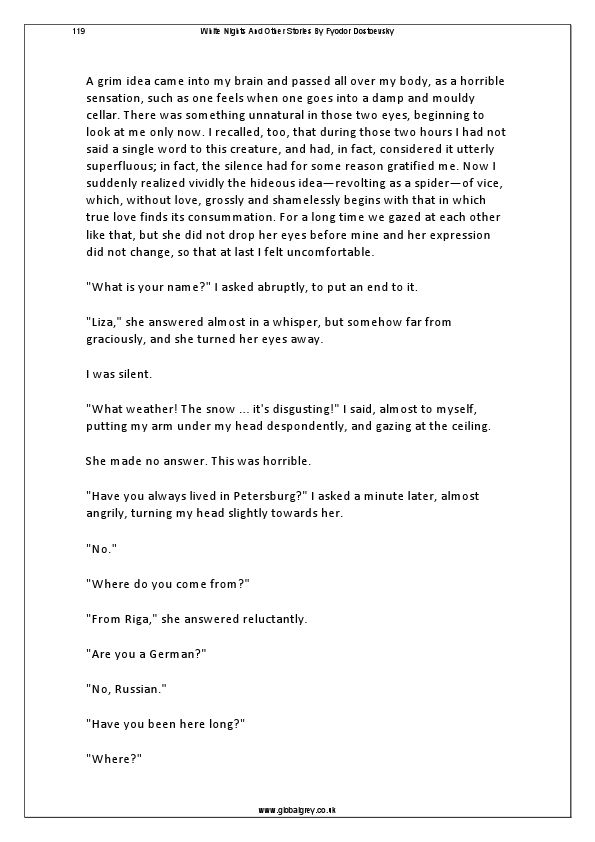 119
White Nights And Other Stories By Fyodor Dostoevsky
A grim idea came into my brain and passed all over my body, as a horrible
sensation, such as one feels when one goes into a damp and mouldy
cellar. There was something unnatural in those two eyes, beginning to
look at me only now. I recalled, too, that during those two hours I had not
said a single word to this creature, and had, in fact, considered it utterly
superfluous; in fact, the silence had for some reason gratified me. Now I
suddenly realized vividly the hideous idea—revolting as a spider—of vice,
which, without love, grossly and shamelessly begins with that in which
true love finds its consummation. For a long time we gazed at each other
like that, but she did not drop her eyes before mine and her expression
did not change, so that at last I felt uncomfortable.
"What is your name?" I asked abruptly, to put an end to it.
"Liza," she answered almost in a whisper, but somehow far from
graciously, and she turned her eyes away.
I was silent.
"What weather! The snow ... it's disgusting!" I said, almost to myself,
putting my arm under my head despondently, and gazing at the ceiling.
She made no answer. This was horrible.
"Have you always lived in Petersburg?" I asked a minute later, almost
angrily, turning my head slightly towards her.
"No."
"Where do you come from?"
"From Riga," she answered reluctantly.
"Are you a German?"
"No, Russian."
"Have you been here long?"
"Where?"
www.globalgrey.co.uk